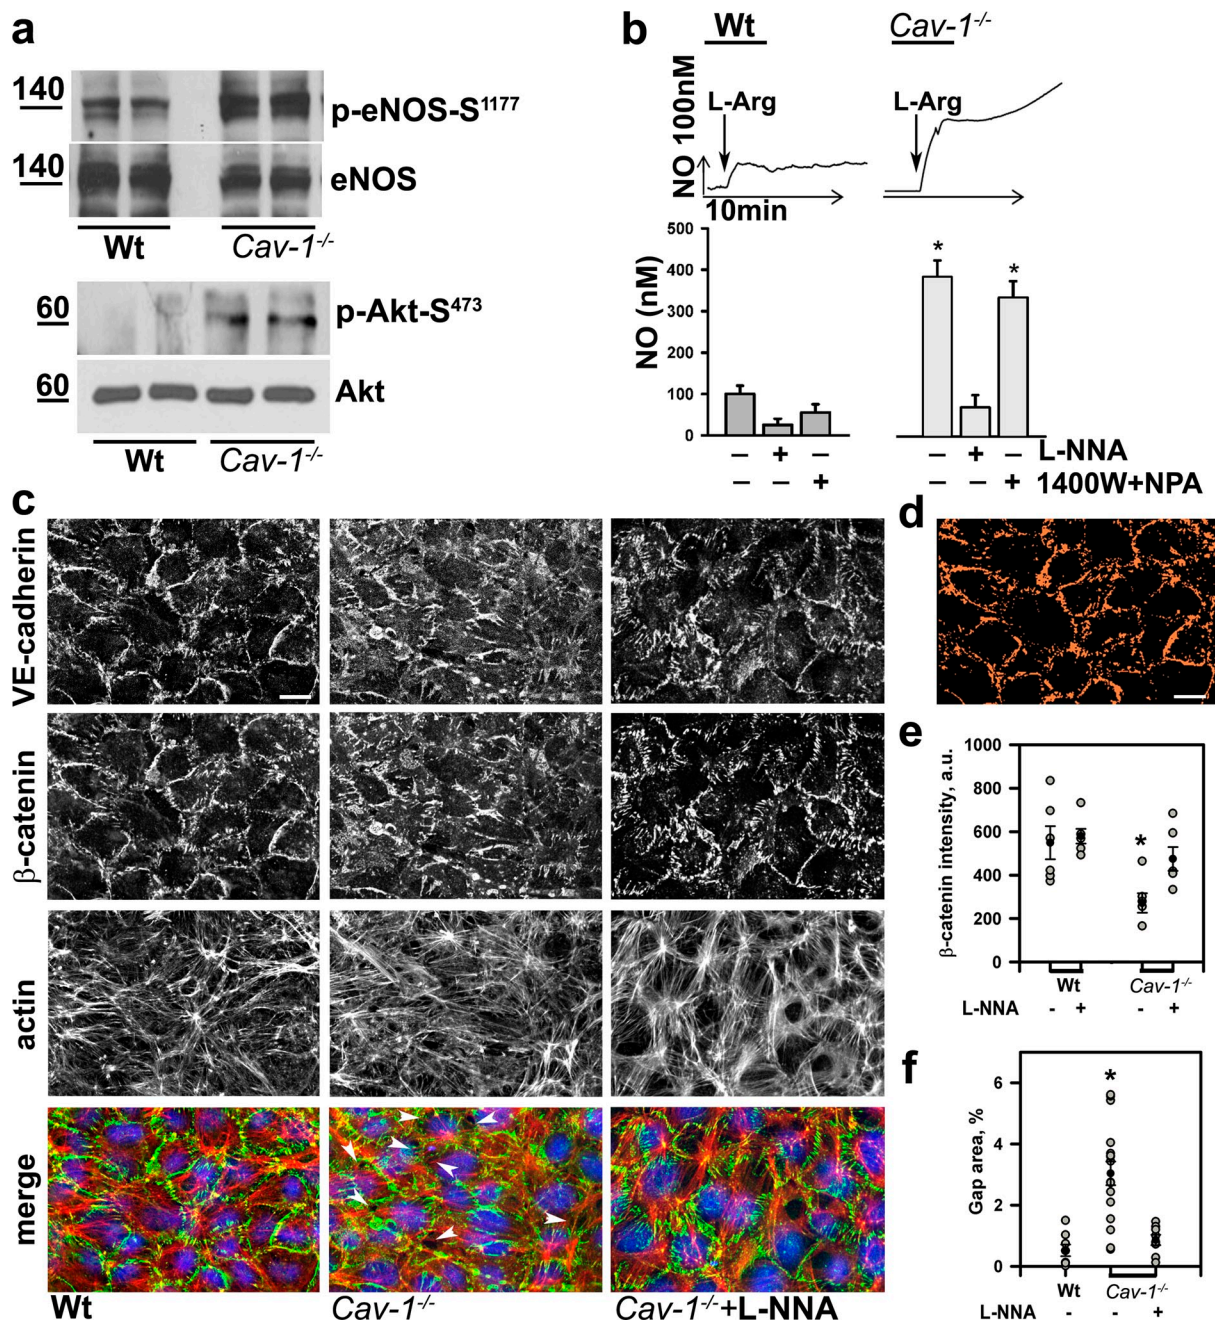 a
140
p-eNOS-S1177
140
eNOS
Wt
Cav-1-/-
60
p-Akt-S473
60
Akt
Wt
Cav-1-/-
b
Wt
Cav-1-/-
NO 100nM
L-Arg
L-Arg
10min
NO (nM)
500
400
300
200
100
0
*
*
– + –
– + –
L-NNA
– – +
– – +
1400W+NPA
c
VE-cadherin
β-catenin
actin
merge
Wt
Cav-1-/-
Cav-1-/-+L-NNA
d
e
β-catenin intensity, a.u.
1000
800
600
400
200
0
*
Wt
Cav-1-/-
L-NNA - + - +
f
Gap area, %
6
4
2
0
*
Wt
Cav-1-/-
L-NNA - - +